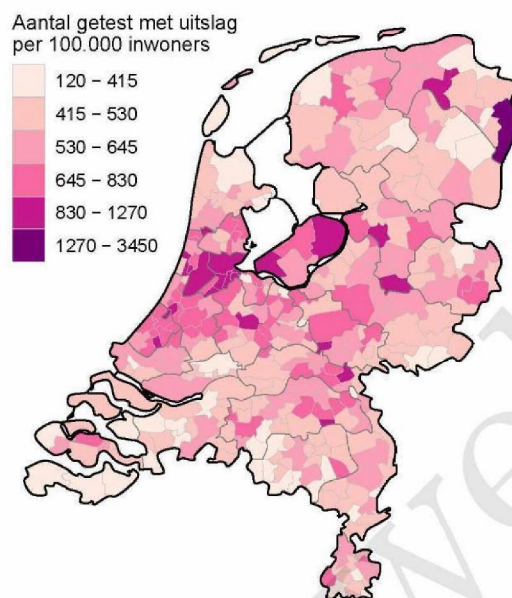 Aantal getest met uitslag
per 100.000 inwoners
120 − 415
415 − 530
530 − 645
645 − 830
830 − 1270
1270 − 3450